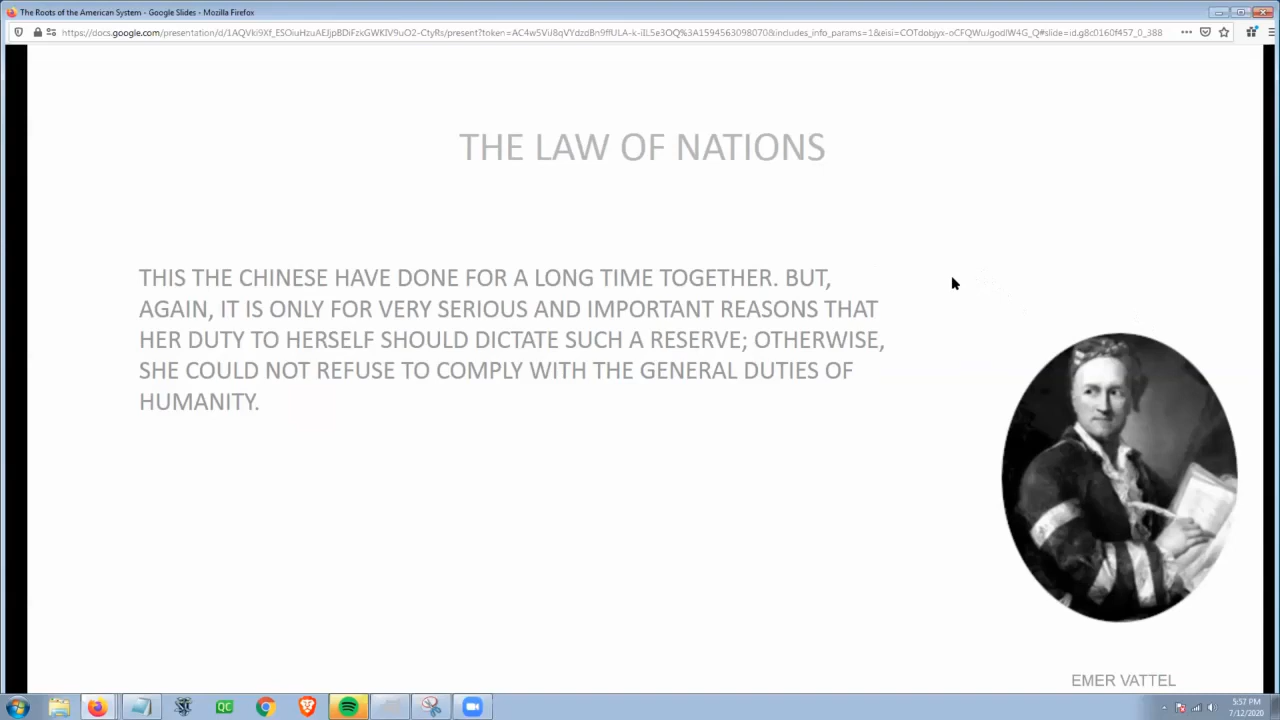 The Roots of the American System - Google Slides - Mozilla Firefox
THE LAW OF NATIONS
THIS THE CHINESE HAVE DONE FOR A LONG TIME TOGETHER. BUT,
AGAIN, IT IS ONLY FOR VERY SERIOUS AND IMPORTANT REASONS THAT
HER DUTY TO HERSELF SHOULD DICTATE SUCH A RESERVE; OTHERWISE,
SHE COULD NOT REFUSE TO COMPLY WITH THE GENERAL DUTIES OF
HUMANITY.
EMER VATTEL
QC
5:57 PM
7/12/2020